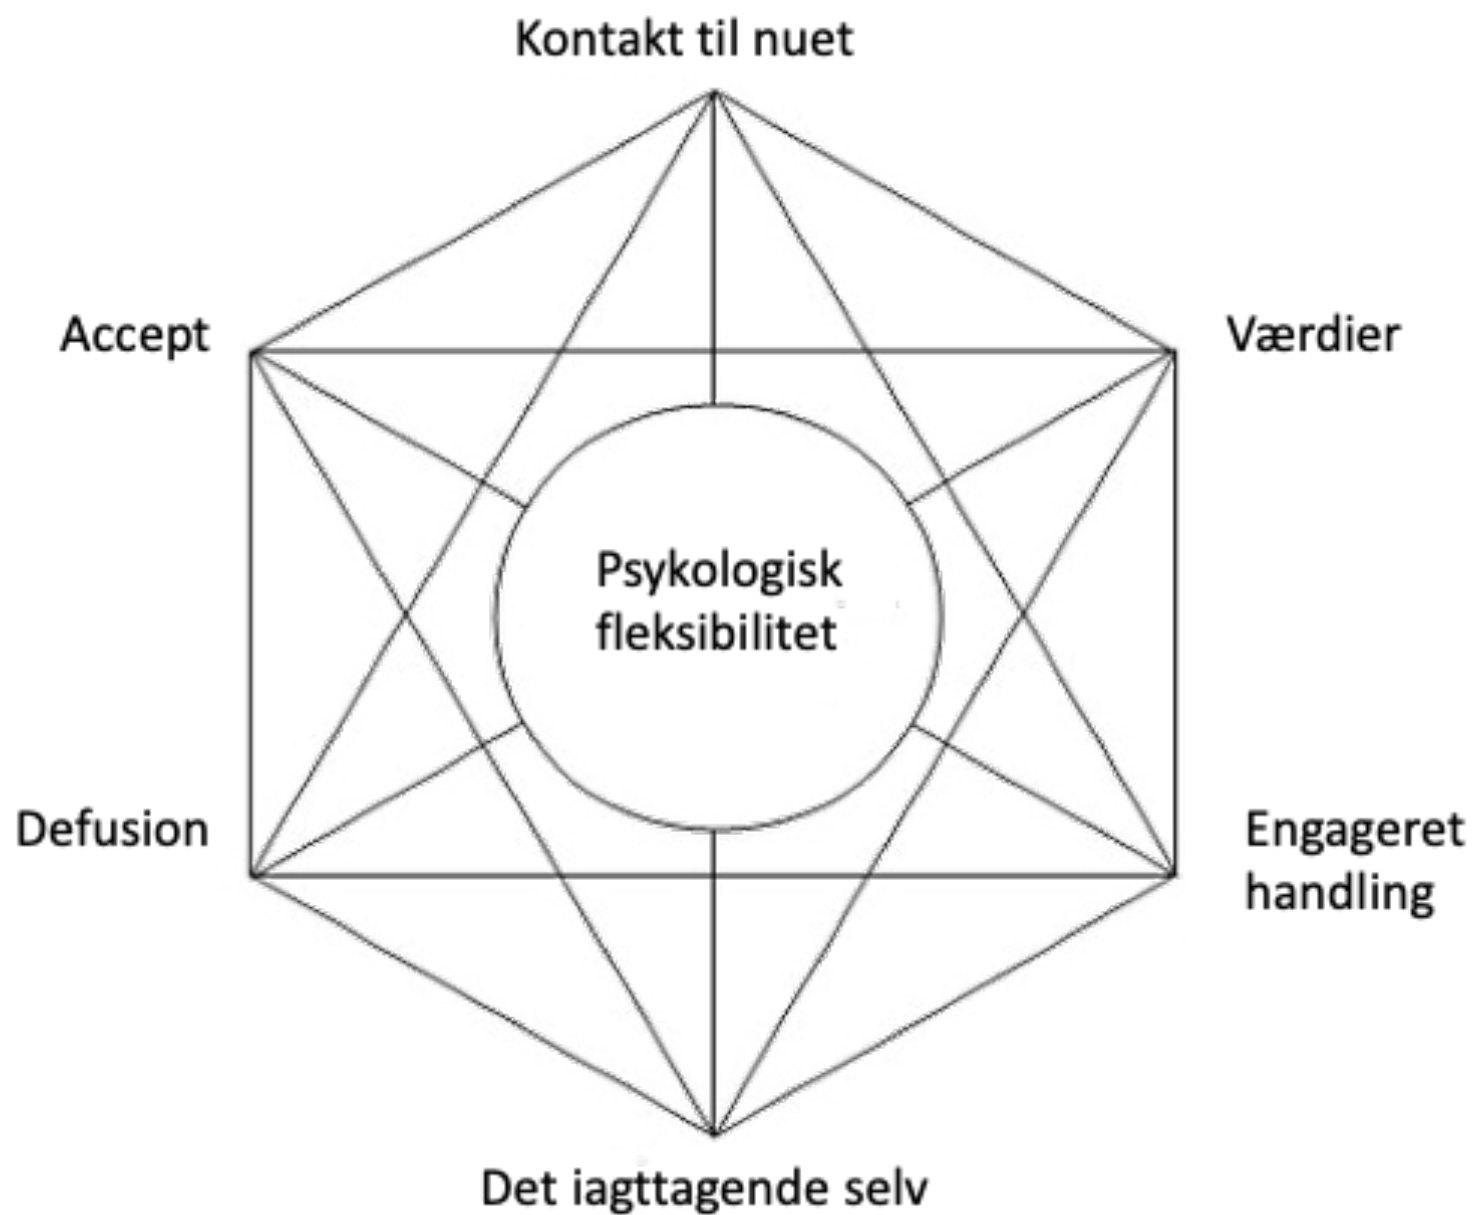 Kontakt til nuet
Accept
Værdier
Psykologisk
fleksibilitet
Defusion
Engageret
handling
Det iagttagende selv